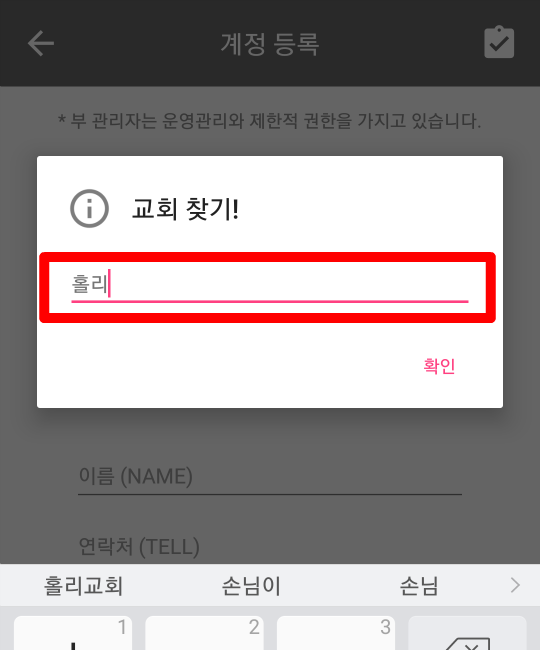 계정 등록
* 부 관리자는 운영관리와 제한적 권한을 가지고 있습니다.
교회 찾기!
홀리
확인
이름 (NAME)
연락처 (TELL)
홀리교회 손님이 손님
1 2 3